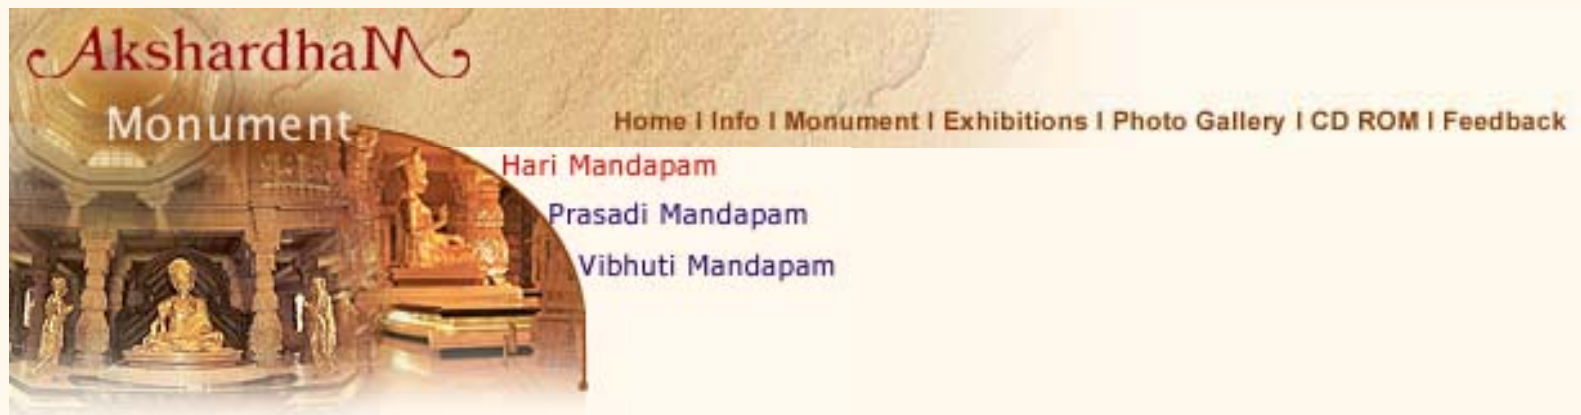 AkshardhaM
Monument
Home I Info I Monument I Exhibitions I Photo Gallery I CD ROM I Feedback
Hari Mandapam
Prasadi Mandapam
Vibhuti Mandapam